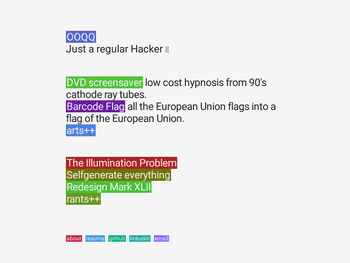 OOQQ
Just a regular Hacker
DVD screensaver low cost hypnosis from 90's
cathode ray tubes.
Barcode Flag all the European Union flags into a
flag of the European Union.
arts++
The Illumination Problem
Selfgenerate everything
Redesign Mark XLII
rants++
about resume github linkedin email